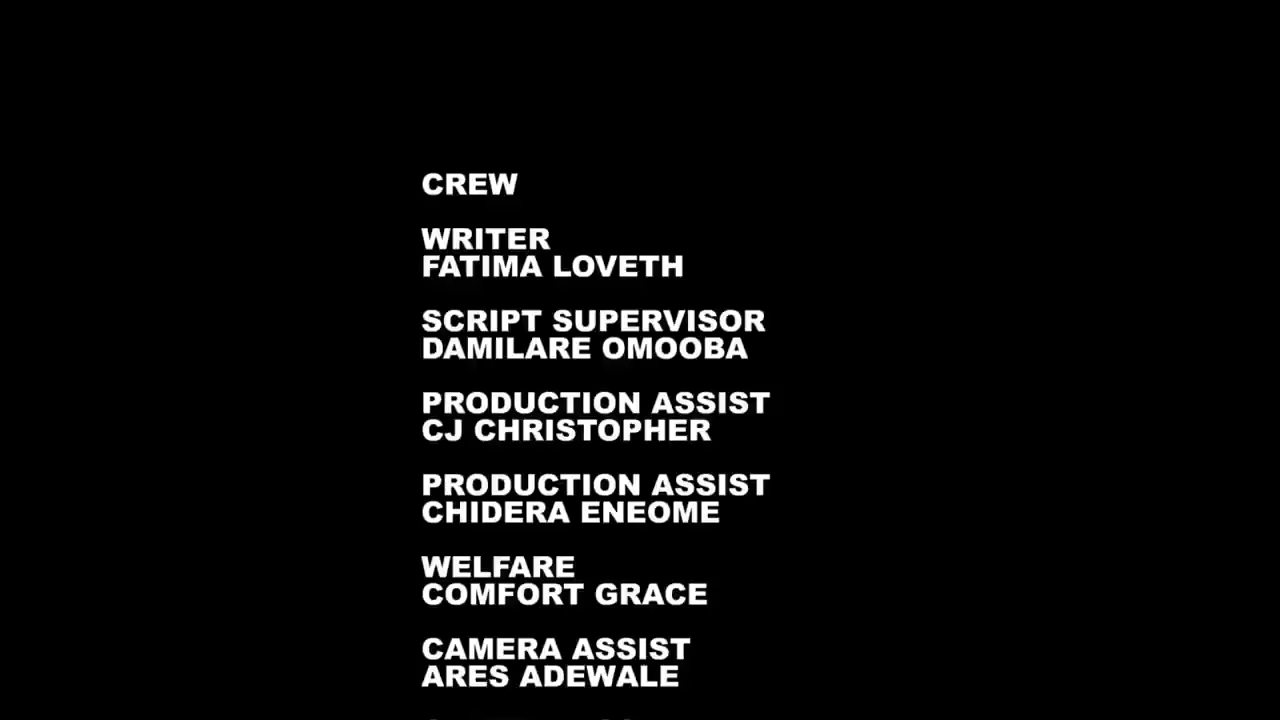 CREW
WRITER
FATIMA LOVETH
SCRIPT SUPERVISOR
DAMILARE OMOOBA
PRODUCTION ASSIST
CJ CHRISTOPHER
PRODUCTION ASSIST
CHIDERA ENEOME
WELFARE
COMFORT GRACE
CAMERA ASSIST
ARES ADEWALE